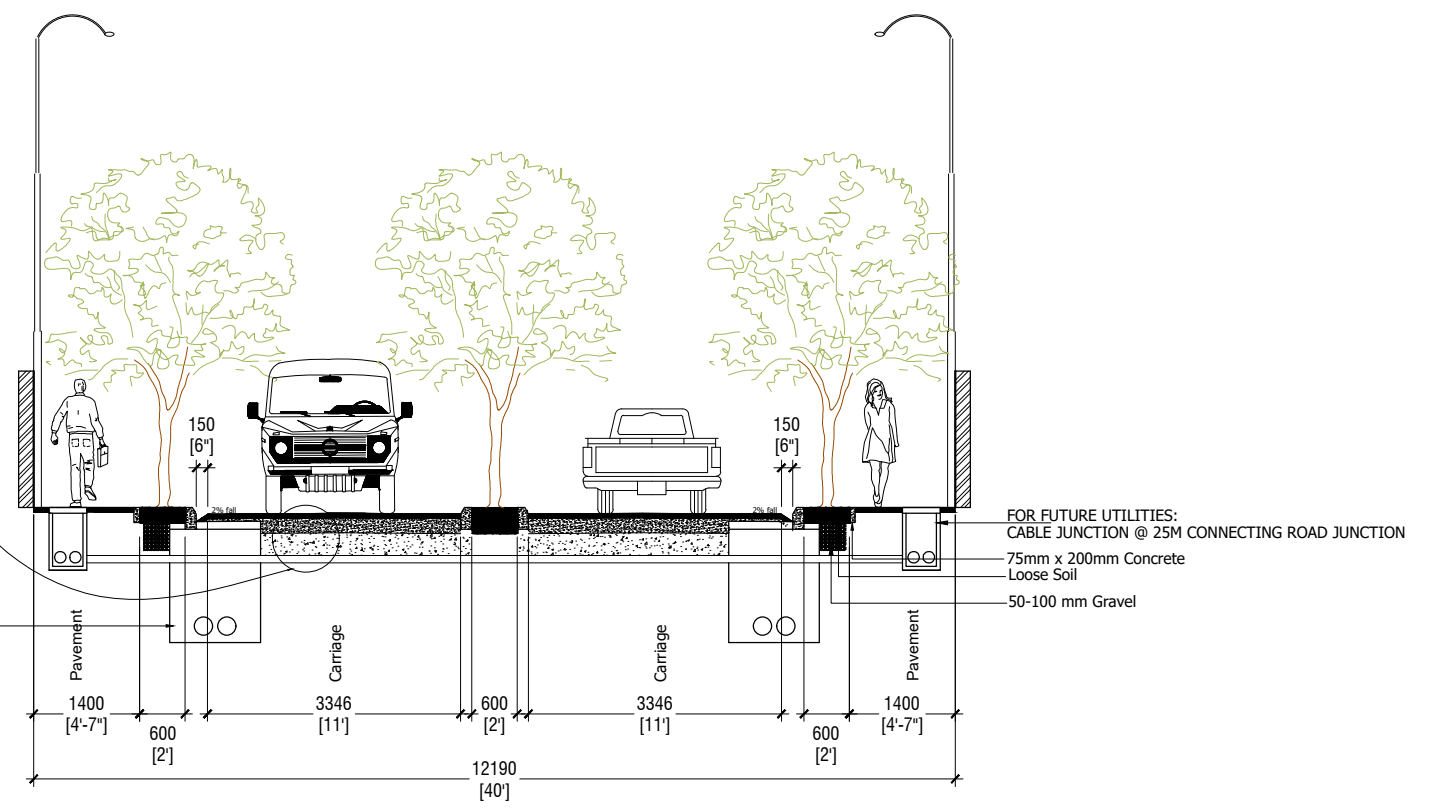 150
[6"]
150
[6"]
2% fall
2% fall
FOR FUTURE UTILITIES:
CABLE JUNCTION @ 25M CONNECTING ROAD JUNCTION
75mm x 200mm Concrete
Loose Soil
50-100 mm Gravel
Pavement
Carriage
Carriage
Pavement
1400
[4'-7"]
600
[2']
3346
[11']
600
[2']
3346
[11']
600
[2']
1400
[4'-7"]
12190
[40']